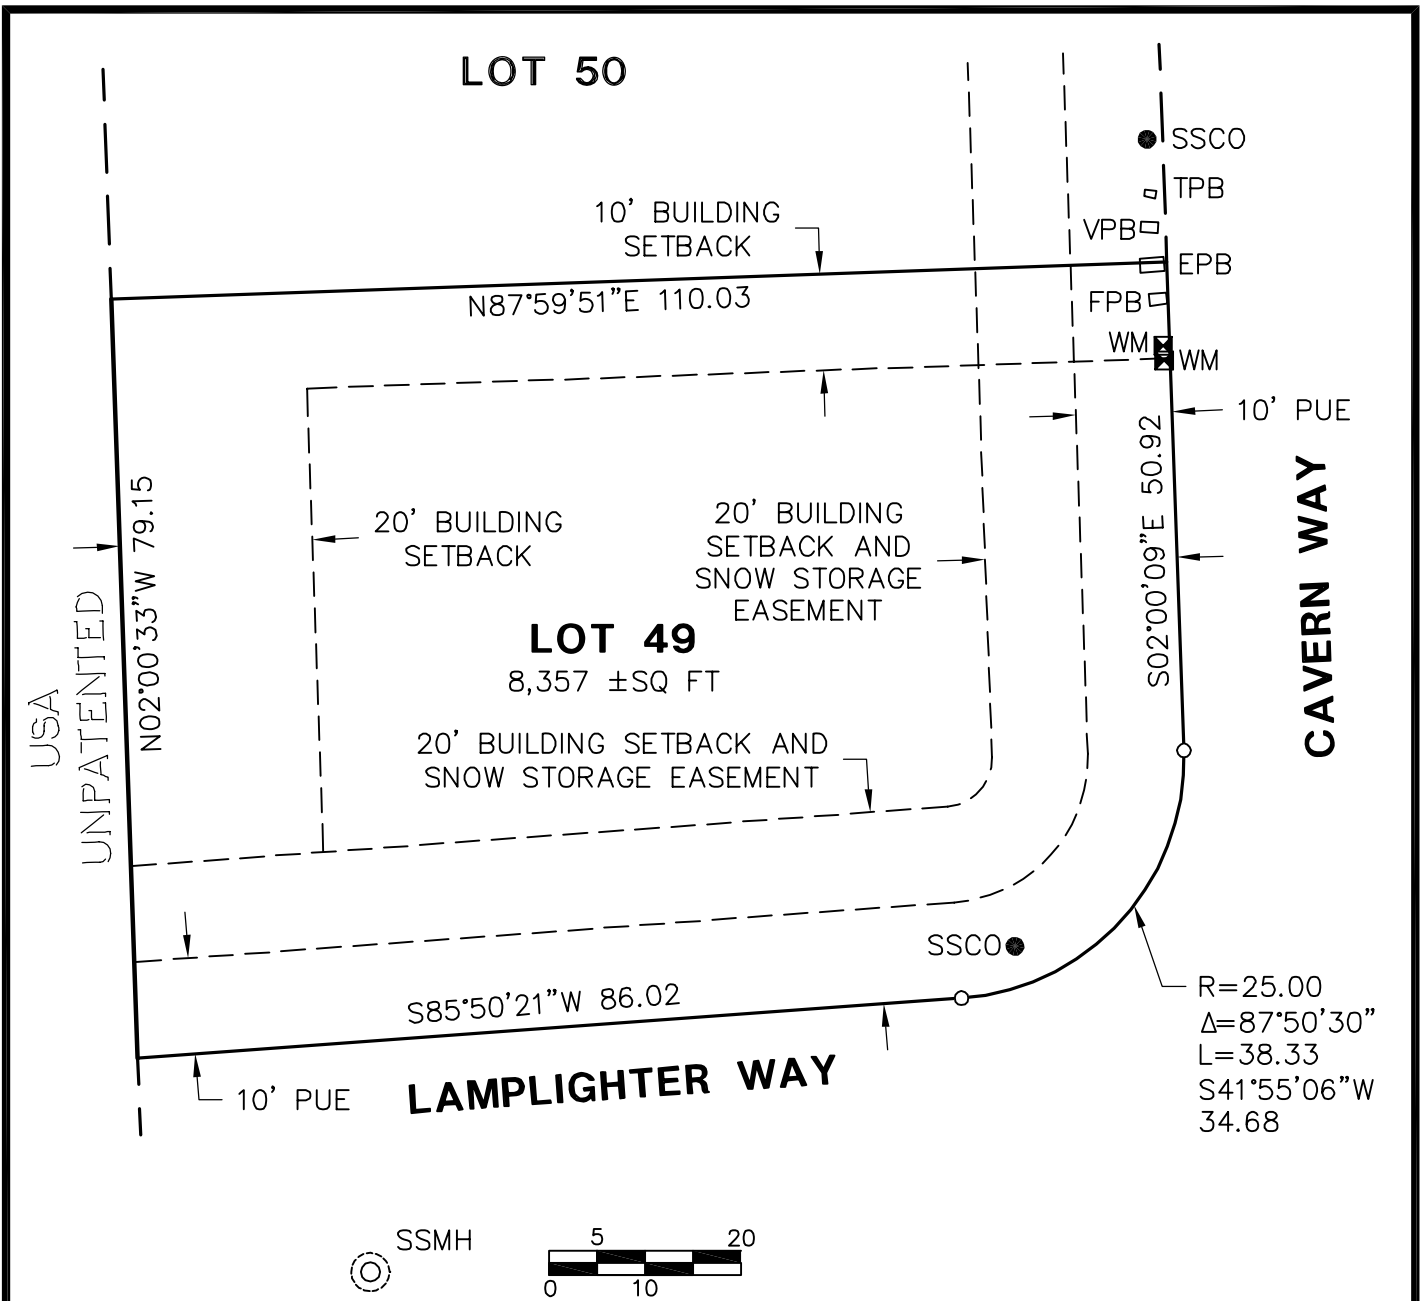 LOT 50
SSCO
TPB
VPB
EPB
FPB
WM
WM
10' BUILDING
SETBACK
N87°59'51"E 110.03
10' PUE
N02°00'33"W 79.15
USA
UNPATENTED
20' BUILDING
SETBACK
20' BUILDING
SETBACK AND
SNOW STORAGE
EASEMENT
S02°00'09"E 50.92
CAVERN WAY
LOT 49
8,357 ±SQ FT
20' BUILDING SETBACK AND
SNOW STORAGE EASEMENT
SSCO
S85°50'21"W 86.02
R=25.00
Δ=87°50'30"
L=38.33
S41°55'06"W
34.68
10' PUE
LAMPLIGHTER WAY
SSMH
5 20
0 10